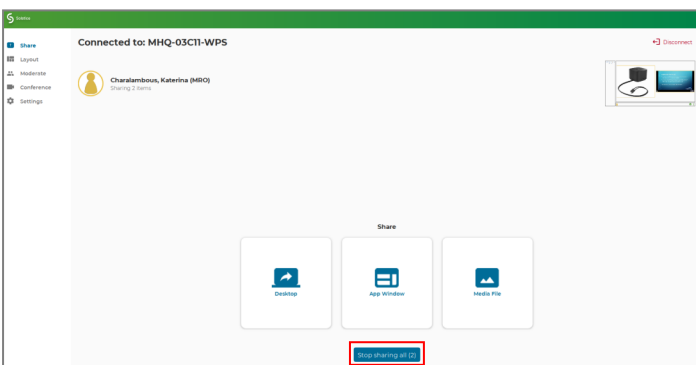 Solstice
Share
Layout
Moderate
Conference
Settings
Connected to: MHQ-03C11-WPS
Disconnect
Charalambous, Katerina (MRO)
Sharing 2 items
Share
Desktop
App Window
Media File
Stop sharing all (2)